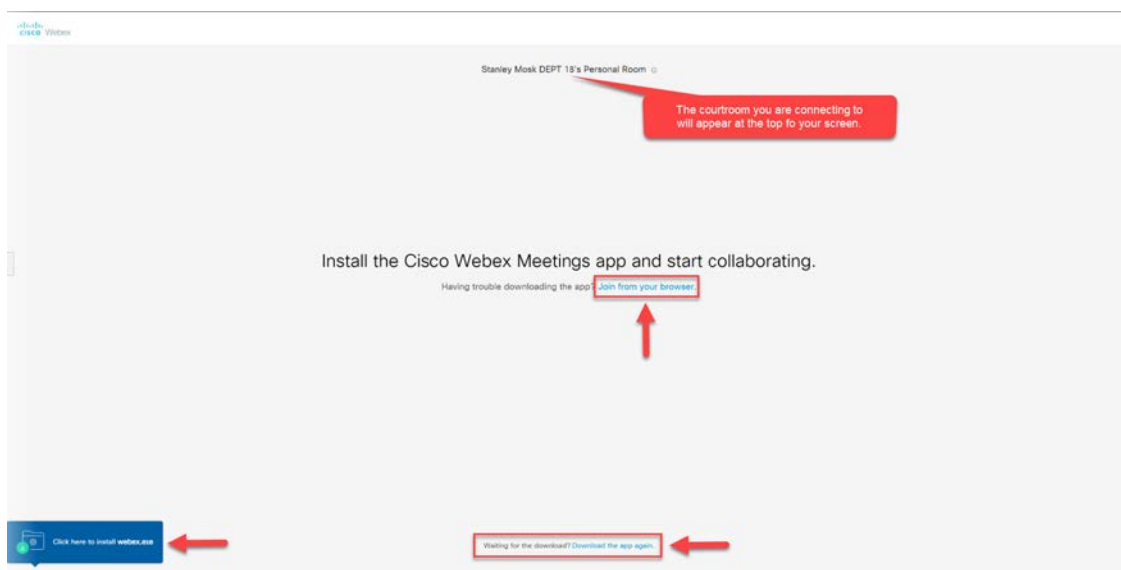 CISCO Webex
Stanley Mosk DEPT 18's Personal Room
The courtroom you are connecting to
will appear at the top fo your screen.
Install the Cisco Webex Meetings app and start collaborating.
Having trouble downloading the app? Join from your browser.
Click here to install webex.exe
Waiting for the download? Download the app again.